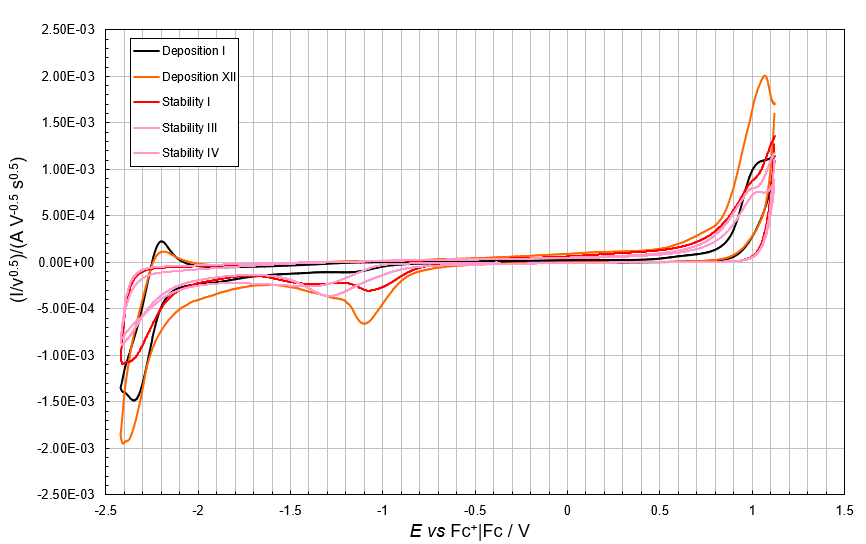 2.50E-03
2.00E-03
1.50E-03
1.00E-03
5.00E-04
0.00E+00
-5.00E-04
-1.00E-03
-1.50E-03
-2.00E-03
-2.50E-03
(I/v⁰·⁵)/(A V⁻⁰·⁵ s⁰·⁵)
Deposition I
Deposition XII
Stability I
Stability III
Stability IV
-2.5 -2 -1.5 -1 -0.5 0 0.5 1 1.5
E vs Fc⁺|Fc / V